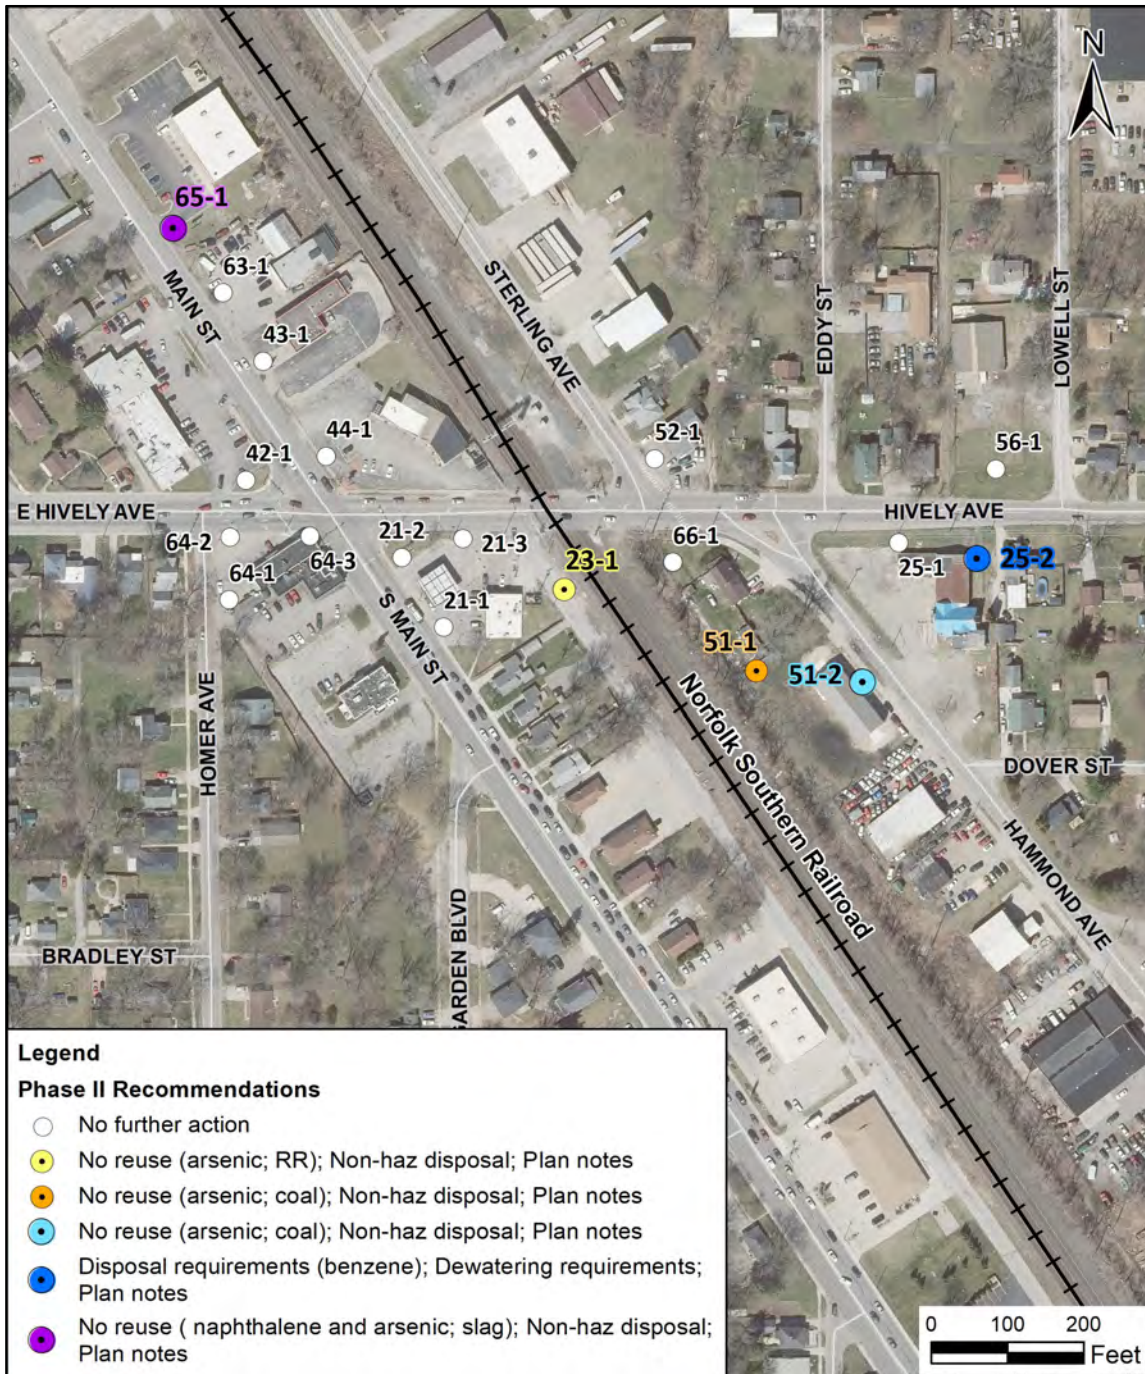 N
65-1
63-1
MAIN ST
43-1
STERLING AVE
EDDY ST
LOWELL ST
44-1
42-1
52-1
56-1
E HIVELY AVE
HIVELY AVE
64-2
64-3
21-2
21-3
66-1
25-1
25-2
64-1
23-1
21-1
S MAIN ST
51-1
51-2
HOMER AVE
Norfolk Southern Railroad
DOVER ST
HAMMOND AVE
GARDEN BLVD
BRADLEY ST
Legend
Phase II Recommendations
No further action
No reuse (arsenic; RR); Non-haz disposal; Plan notes
No reuse (arsenic; coal); Non-haz disposal; Plan notes
No reuse (arsenic; coal); Non-haz disposal; Plan notes
Disposal requirements (benzene); Dewatering requirements;
Plan notes
No reuse ( naphthalene and arsenic; slag); Non-haz disposal;
Plan notes
0 100 200
Feet